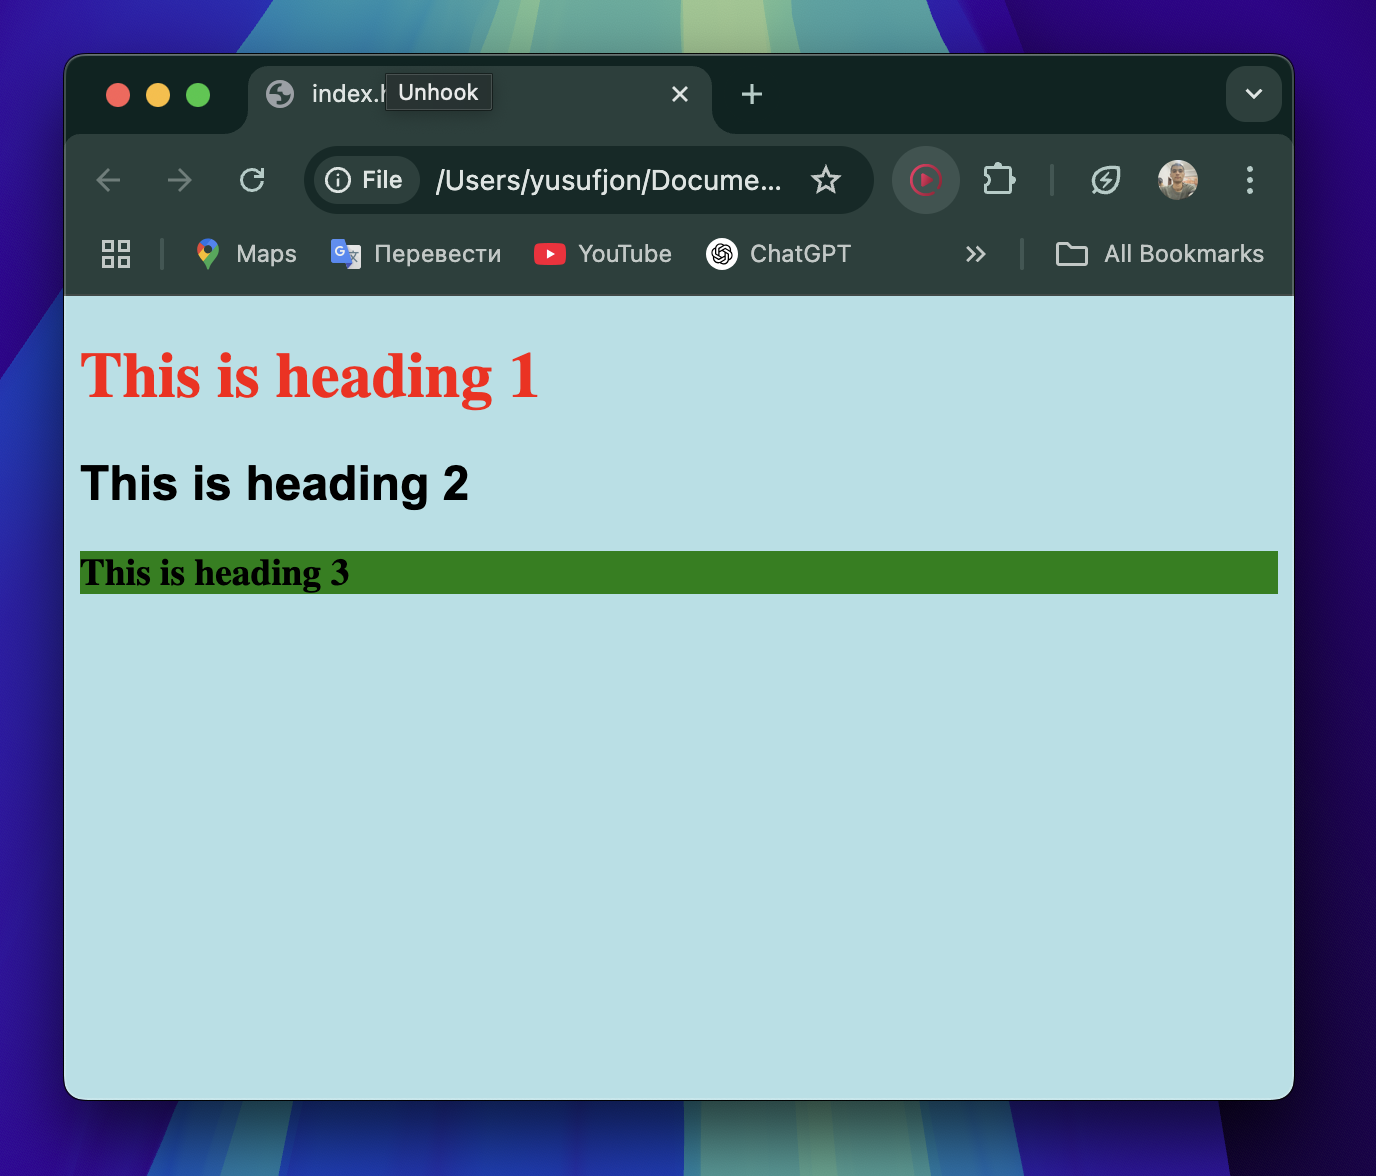 index.h
Unhook
File
/Users/yusufjon/Docume...
Maps
Перевести
YouTube
ChatGPT
All Bookmarks
This is heading 1
This is heading 2
This is heading 3